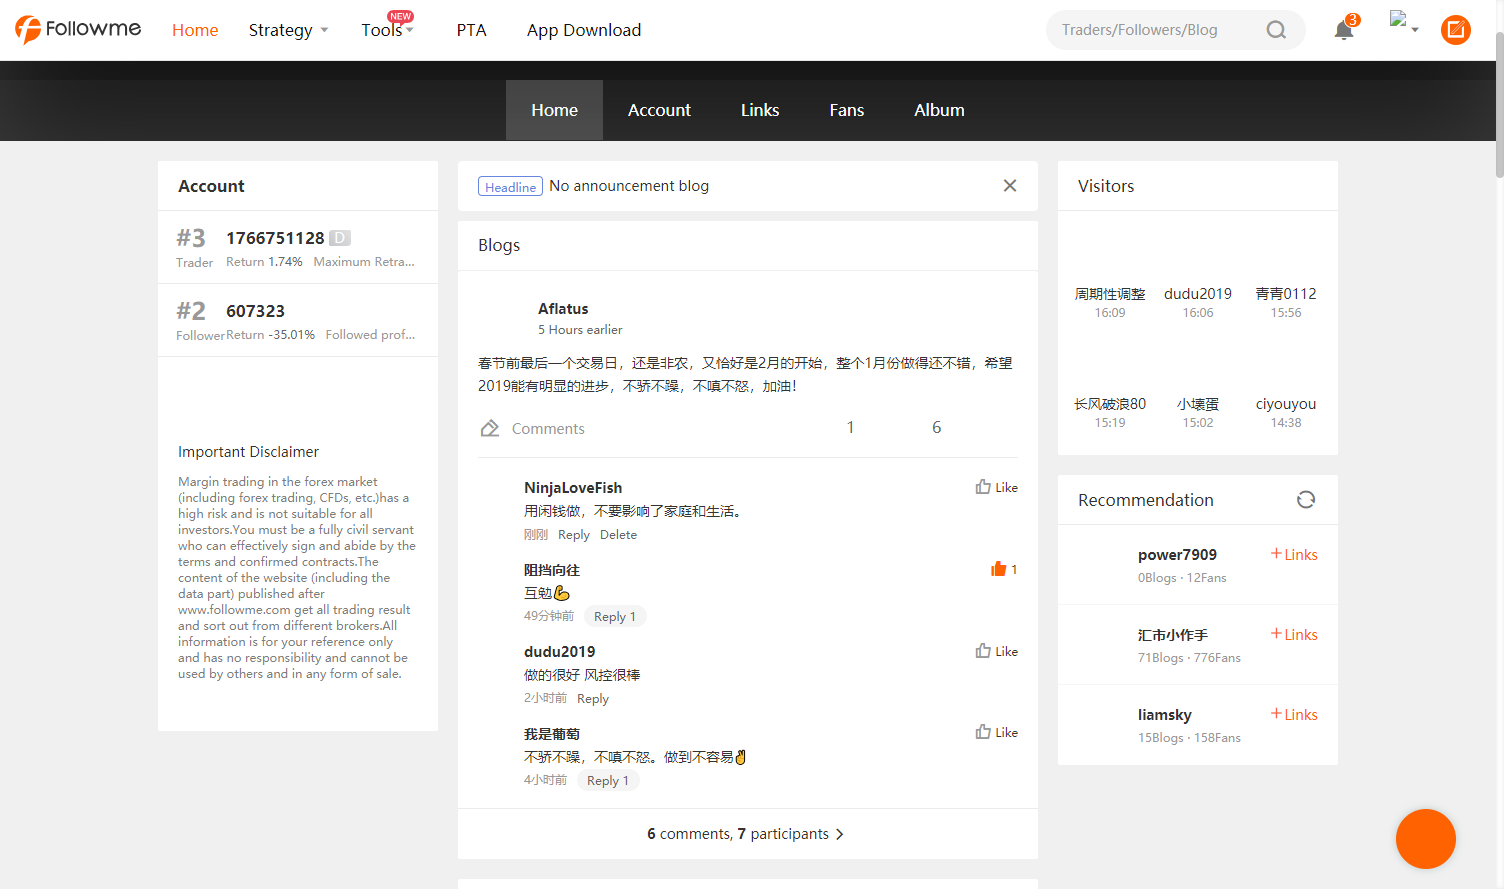 Followme
Home
Strategy
Tools
NEW
PTA
App Download
Traders/Followers/Blog
3
Home
Account
Links
Fans
Album
Account
#3 1766751128 D
Trader Return 1.74% Maximum Retra...
#2 607323
Follower Return -35.01% Followed prof...
Important Disclaimer
Margin trading in the forex market
(including forex trading, CFDs, etc.)has a
high risk and is not suitable for all
investors.You must be a fully civil servant
who can effectively sign and abide by the
terms and confirmed contracts.The
content of the website (including the
data part) published after
www.followme.com get all trading result
and sort out from different brokers.All
information is for your reference only
and has no responsibility and cannot be
used by others and in any form of sale.
Headline No announcement blog
Blogs
Aflatus
5 Hours earlier
春节前最后一个交易日，还是非农，又恰好是2月的开始，整个1月份做得还不错，希望
2019能有明显的进步，不骄不躁，不嗔不怒，加油！
Comments 1 6
NinjaLoveFish Like
用闲钱做，不要影响了家庭和生活。
刚刚 Reply Delete
阻挡向往 1
互勉💪
49分钟前 Reply 1
dudu2019 Like
做的很好 风控很棒
2小时前 Reply
我是葡萄 Like
不骄不躁，不嗔不怒。做到不容易✌
4小时前 Reply 1
6 comments, 7 participants
Visitors
周期性调整 dudu2019 青青0112
16:09 16:06 15:56
长风破浪80 小壞蛋 ciyouyou
15:19 15:02 14:38
Recommendation
power7909 +Links
0Blogs · 12Fans
汇市小作手 +Links
71Blogs · 776Fans
liamsky +Links
15Blogs · 158Fans